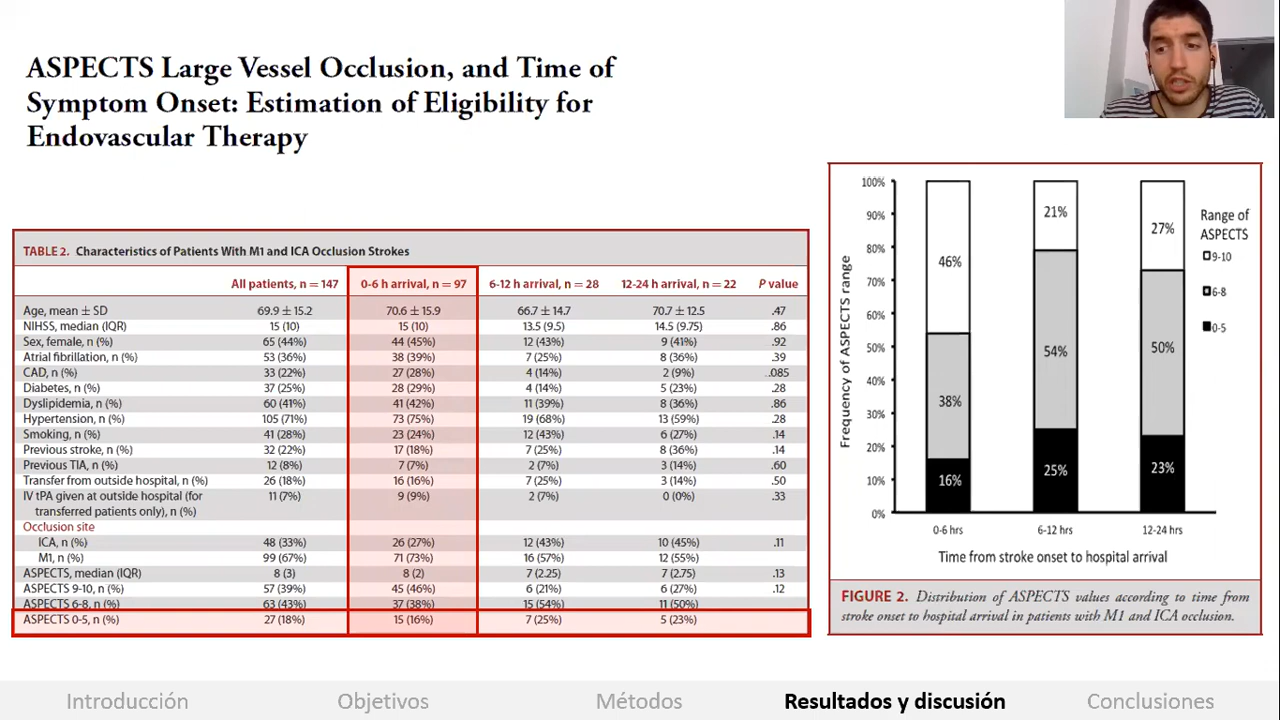 ASPECTS Large Vessel Occlusion, and Time of
Symptom Onset: Estimation of Eligibility for
Endovascular Therapy
TABLE 2. Characteristics of Patients With M1 and ICA Occlusion Strokes
All patients, n = 147 0-6 h arrival, n = 97 6-12 h arrival, n = 28 12-24 h arrival, n = 22 P value
Age, mean ± SD 69.9 ± 15.2 70.6 ± 15.9 66.7 ± 14.7 70.7 ± 12.5 .47
NIHSS, median (IQR) 15 (10) 15 (10) 13.5 (9.5) 14.5 (9.75) .86
Sex, female, n (%) 65 (44%) 44 (45%) 12 (43%) 9 (41%) .92
Atrial fibrillation, n (%) 53 (36%) 38 (39%) 7 (25%) 8 (36%) .39
CAD, n (%) 33 (22%) 27 (28%) 4 (14%) 2 (9%) ..085
Diabetes, n (%) 37 (25%) 28 (29%) 4 (14%) 5 (23%) .28
Dyslipidemia, n (%) 60 (41%) 41 (42%) 11 (39%) 8 (36%) .86
Hypertension, n (%) 105 (71%) 73 (75%) 19 (68%) 13 (59%) .28
Smoking, n (%) 41 (28%) 23 (24%) 12 (43%) 6 (27%) .14
Previous stroke, n (%) 32 (22%) 17 (18%) 7 (25%) 8 (36%) .14
Previous TIA, n (%) 12 (8%) 7 (7%) 2 (7%) 3 (14%) .60
Transfer from outside hospital, n (%) 26 (18%) 16 (16%) 7 (25%) 3 (14%) .50
IV tPA given at outside hospital (for 11 (7%) 9 (9%) 2 (7%) 0 (0%) .33
transferred patients only), n (%)
Occlusion site
ICA, n (%) 48 (33%) 26 (27%) 12 (43%) 10 (45%) .11
M1, n (%) 99 (67%) 71 (73%) 16 (57%) 12 (55%)
ASPECTS, median (IQR) 8 (3) 8 (2) 7 (2.25) 7 (2.75) .13
ASPECTS 9-10, n (%) 57 (39%) 45 (46%) 6 (21%) 6 (27%) .12
ASPECTS 6-8, n (%) 63 (43%) 37 (38%) 15 (54%) 11 (50%)
ASPECTS 0-5, n (%) 27 (18%) 15 (16%) 7 (25%) 5 (23%)
Frequency of ASPECTS range
100%
90%
80%
70%
60%
50%
40%
30%
20%
10%
0%
46%
38%
16%
21%
54%
25%
27%
50%
23%
Range of
ASPECTS
9-10
6-8
0-5
0-6 hrs 6-12 hrs 12-24 hrs
Time from stroke onset to hospital arrival
FIGURE 2. Distribution of ASPECTS values according to time from
stroke onset to hospital arrival in patients with M1 and ICA occlusion.
Introducción Objetivos Métodos Resultados y discusión Conclusiones